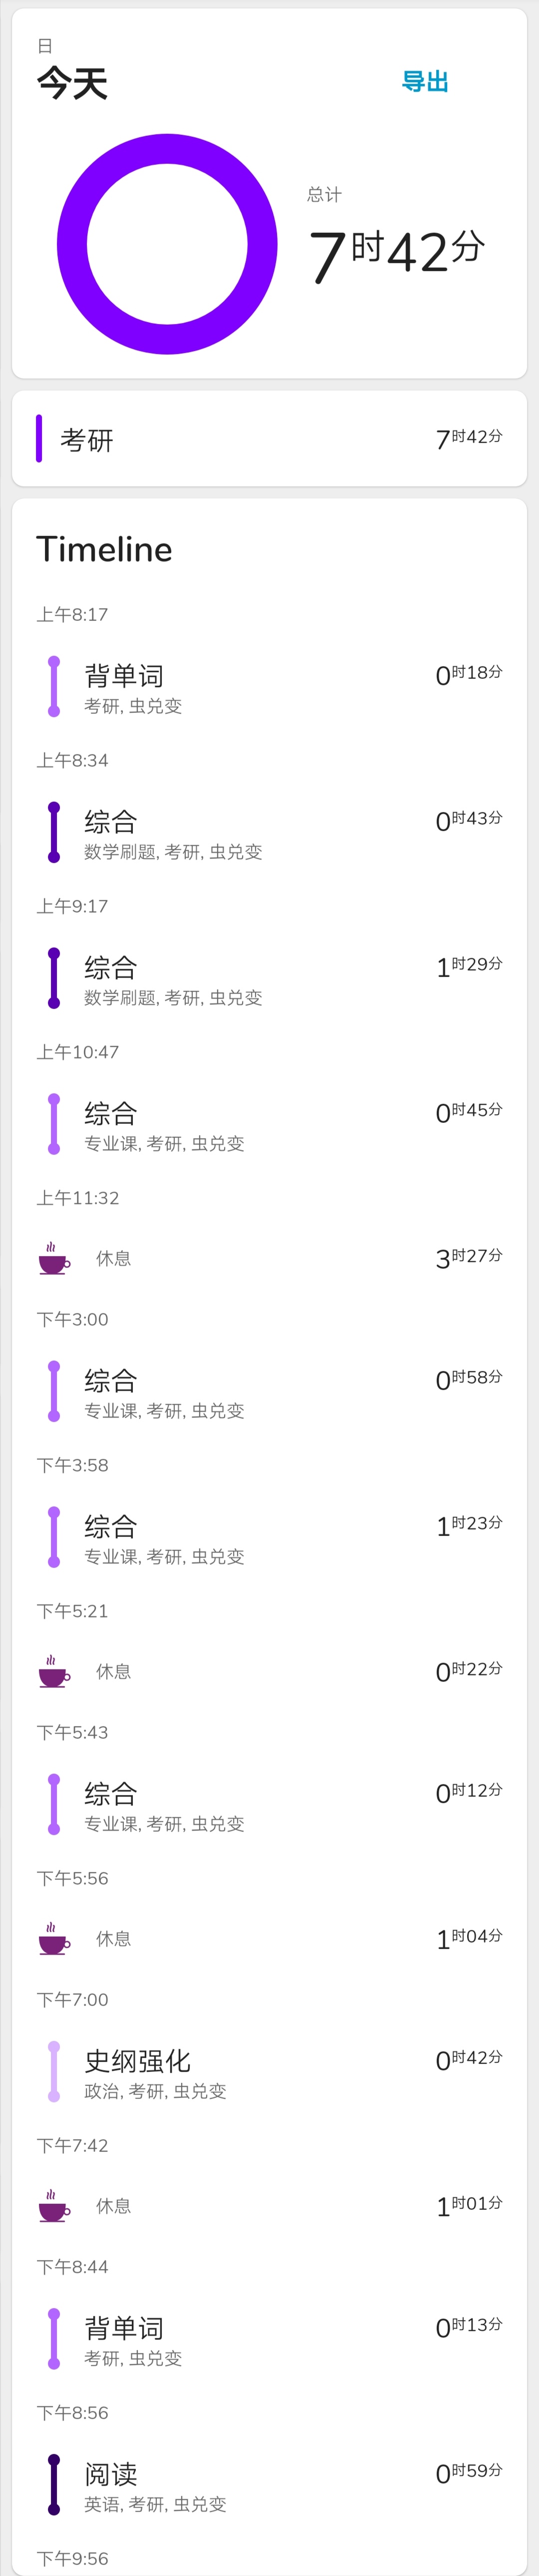 日
今天
导出
总计
7时42分
考研
7时42分
Timeline
上午8:17
背单词
0时18分
考研, 虫兑变
上午8:34
综合
0时43分
数学刷题, 考研, 虫兑变
上午9:17
综合
1时29分
数学刷题, 考研, 虫兑变
上午10:47
综合
0时45分
专业课, 考研, 虫兑变
上午11:32
休息
3时27分
下午3:00
综合
0时58分
专业课, 考研, 虫兑变
下午3:58
综合
1时23分
专业课, 考研, 虫兑变
下午5:21
休息
0时22分
下午5:43
综合
0时12分
专业课, 考研, 虫兑变
下午5:56
休息
1时04分
下午7:00
史纲强化
0时42分
政治, 考研, 虫兑变
下午7:42
休息
1时01分
下午8:44
背单词
0时13分
考研, 虫兑变
下午8:56
阅读
0时59分
英语, 考研, 虫兑变
下午9:56